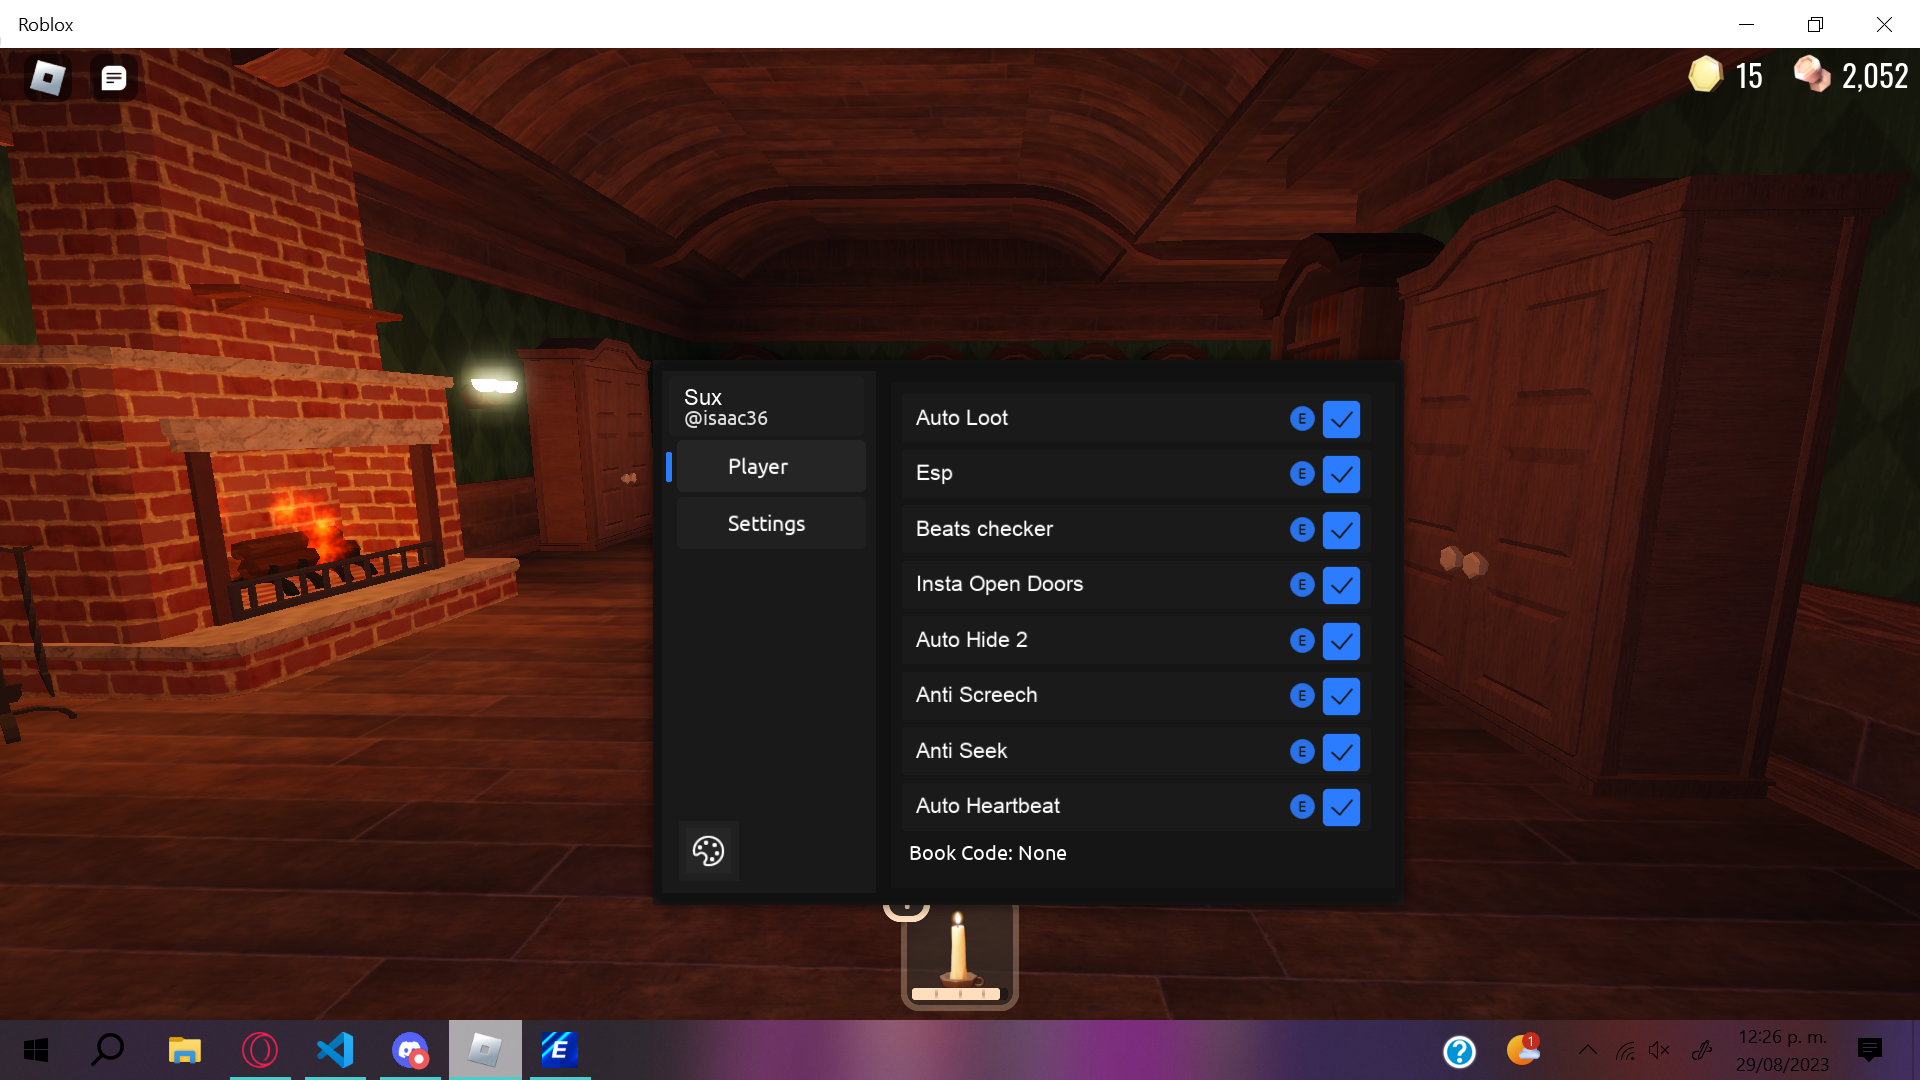 Roblox
15
2,052
Sux
@isaac36
Player
Settings
Auto Loot
E
Esp
E
Beats checker
E
Insta Open Doors
E
Auto Hide 2
E
Anti Screech
E
Anti Seek
E
Auto Heartbeat
E
Book Code: None
E
?
1
12:26 p. m.
29/08/2023